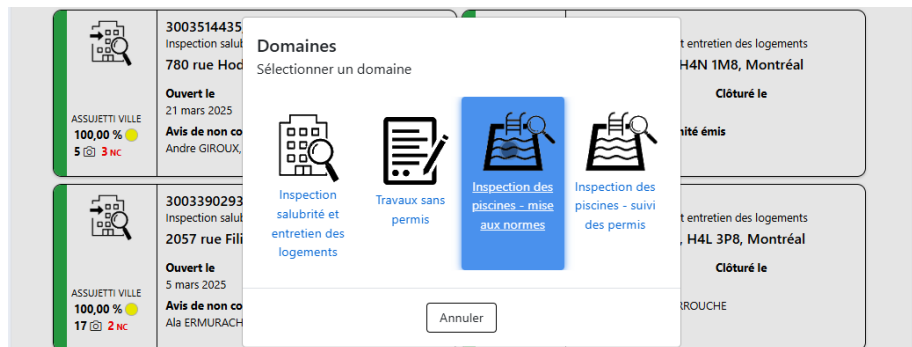 3003514435
Inspection salub
780 rue Hod
Ouvert le
21 mars 2025
Avis de non co
Andre GIROUX,
ASSUJETTI VILLE
100,00 %
5 3 NC
t entretien des logements
H4N 1M8, Montréal
Clôturé le
mité émis
Domaines
Sélectionner un domaine
Inspection
salubrité et
entretien des
logements
Travaux sans
permis
Inspection des
piscines - mise
aux normes
Inspection des
piscines - suivi
des permis
Annuler
3003390293
Inspection salub
2057 rue Fili
Ouvert le
5 mars 2025
Avis de non co
Ala ERMURACH
ASSUJETTI VILLE
100,00 %
17 2 NC
t entretien des logements
, H4L 3P8, Montréal
Clôturé le
RROUCHE